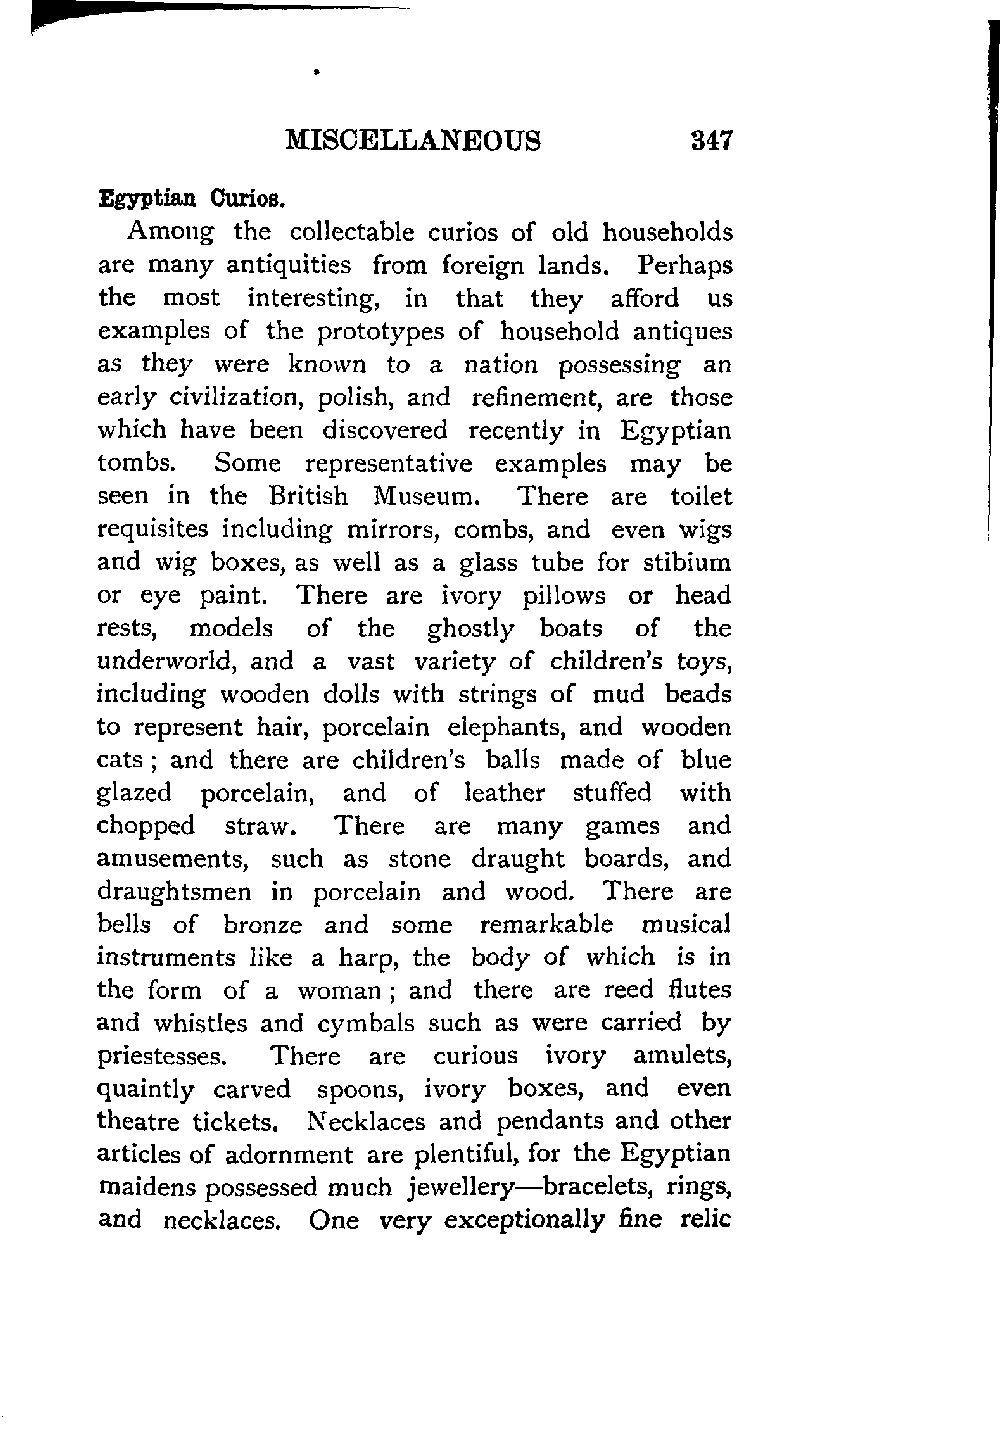 MISCELLANEOUS 347
Egyptian Curios.
Among the collectable curios of old households
are many antiquities from foreign lands. Perhaps
the most interesting, in that they afford us
examples of the prototypes of household antiques
as they were known to a nation possessing an
early civilization, polish, and refinement, are those
which have been discovered recently in Egyptian
tombs. Some representative examples may be
seen in the British Museum. There are toilet
requisites including mirrors, combs, and even wigs
and wig boxes, as well as a glass tube for stibium
or eye paint. There are ivory pillows or head
rests, models of the ghostly boats of the
underworld, and a vast variety of children's toys,
including wooden dolls with strings of mud beads
to represent hair, porcelain elephants, and wooden
cats ; and there are children's balls made of blue
glazed porcelain, and of leather stuffed with
chopped straw. There are many games and
amusements, such as stone draught boards, and
draughtsmen in porcelain and wood. There are
bells of bronze and some remarkable musical
instruments like a harp, the body of which is in
the form of a woman ; and there are reed flutes
and whistles and cymbals such as were carried by
priestesses. There are curious ivory amulets,
quaintly carved spoons, ivory boxes, and even
theatre tickets. Necklaces and pendants and other
articles of adornment are plentiful, for the Egyptian
maidens possessed much jewellery—bracelets, rings,
and necklaces. One very exceptionally fine relic